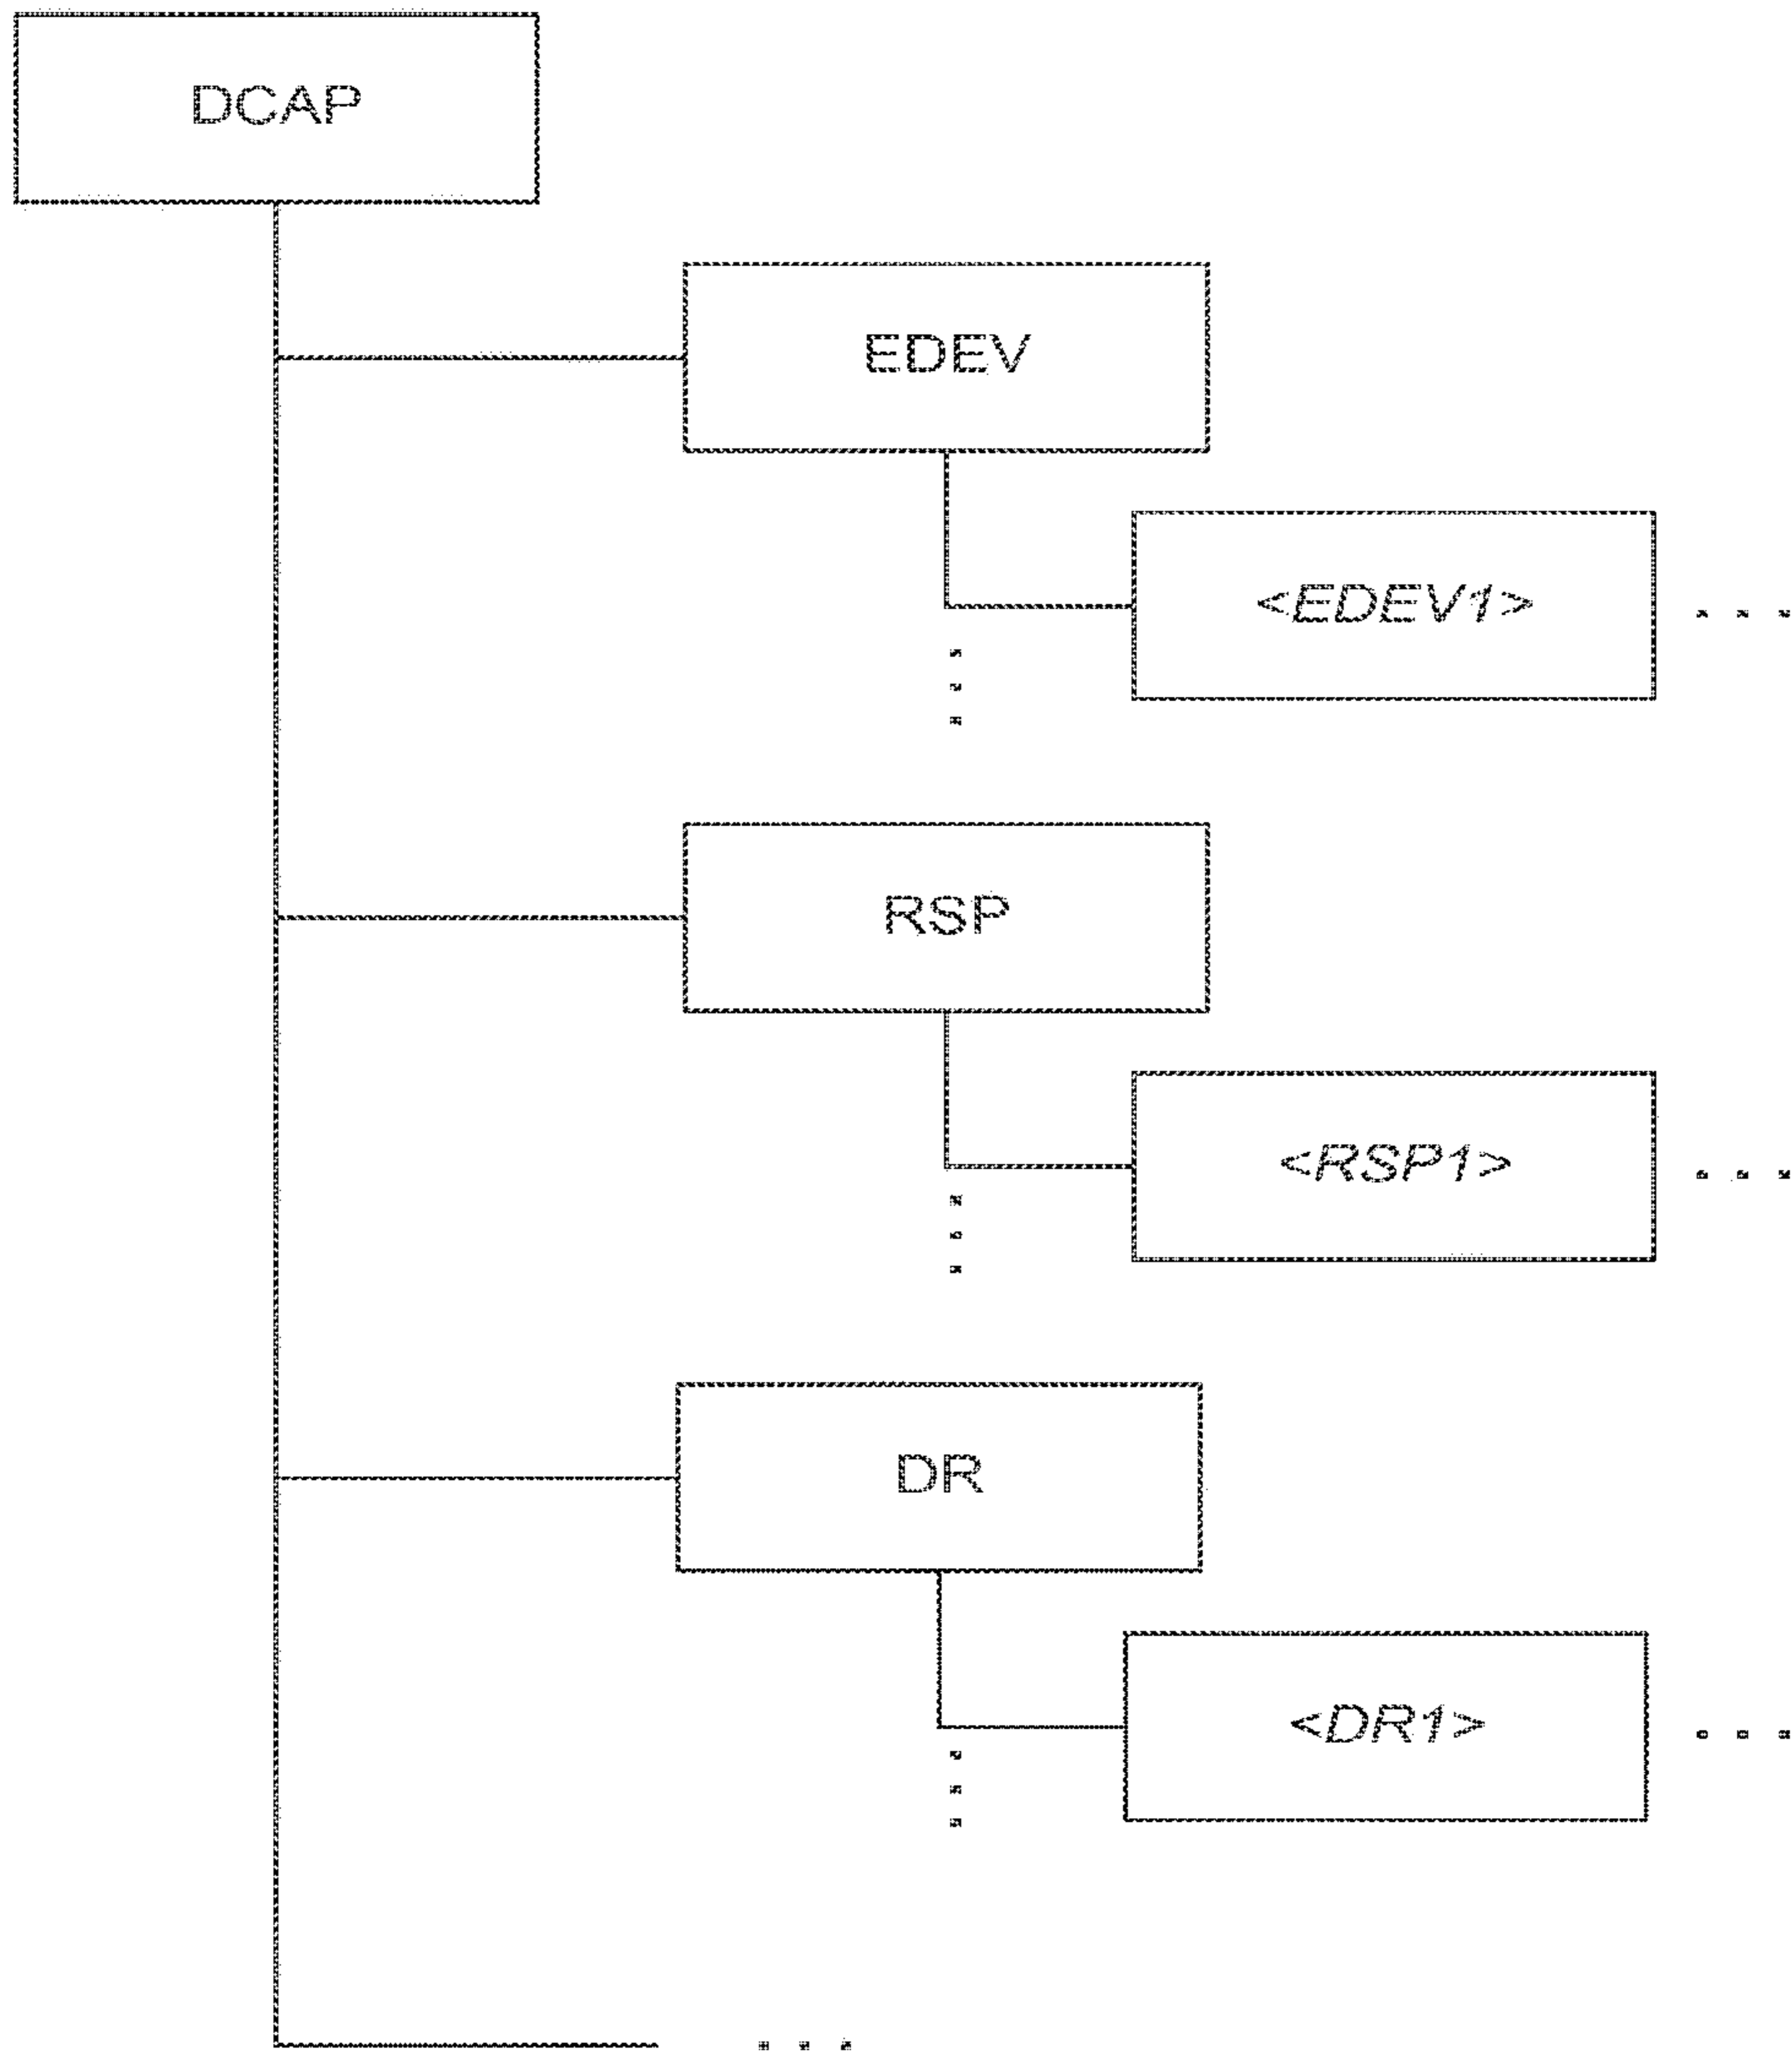 DCAP
EDEV
<EDEV1>
. . .
RSP
<RSP1>
. . .
DR
<DR1>
. . .
. . .